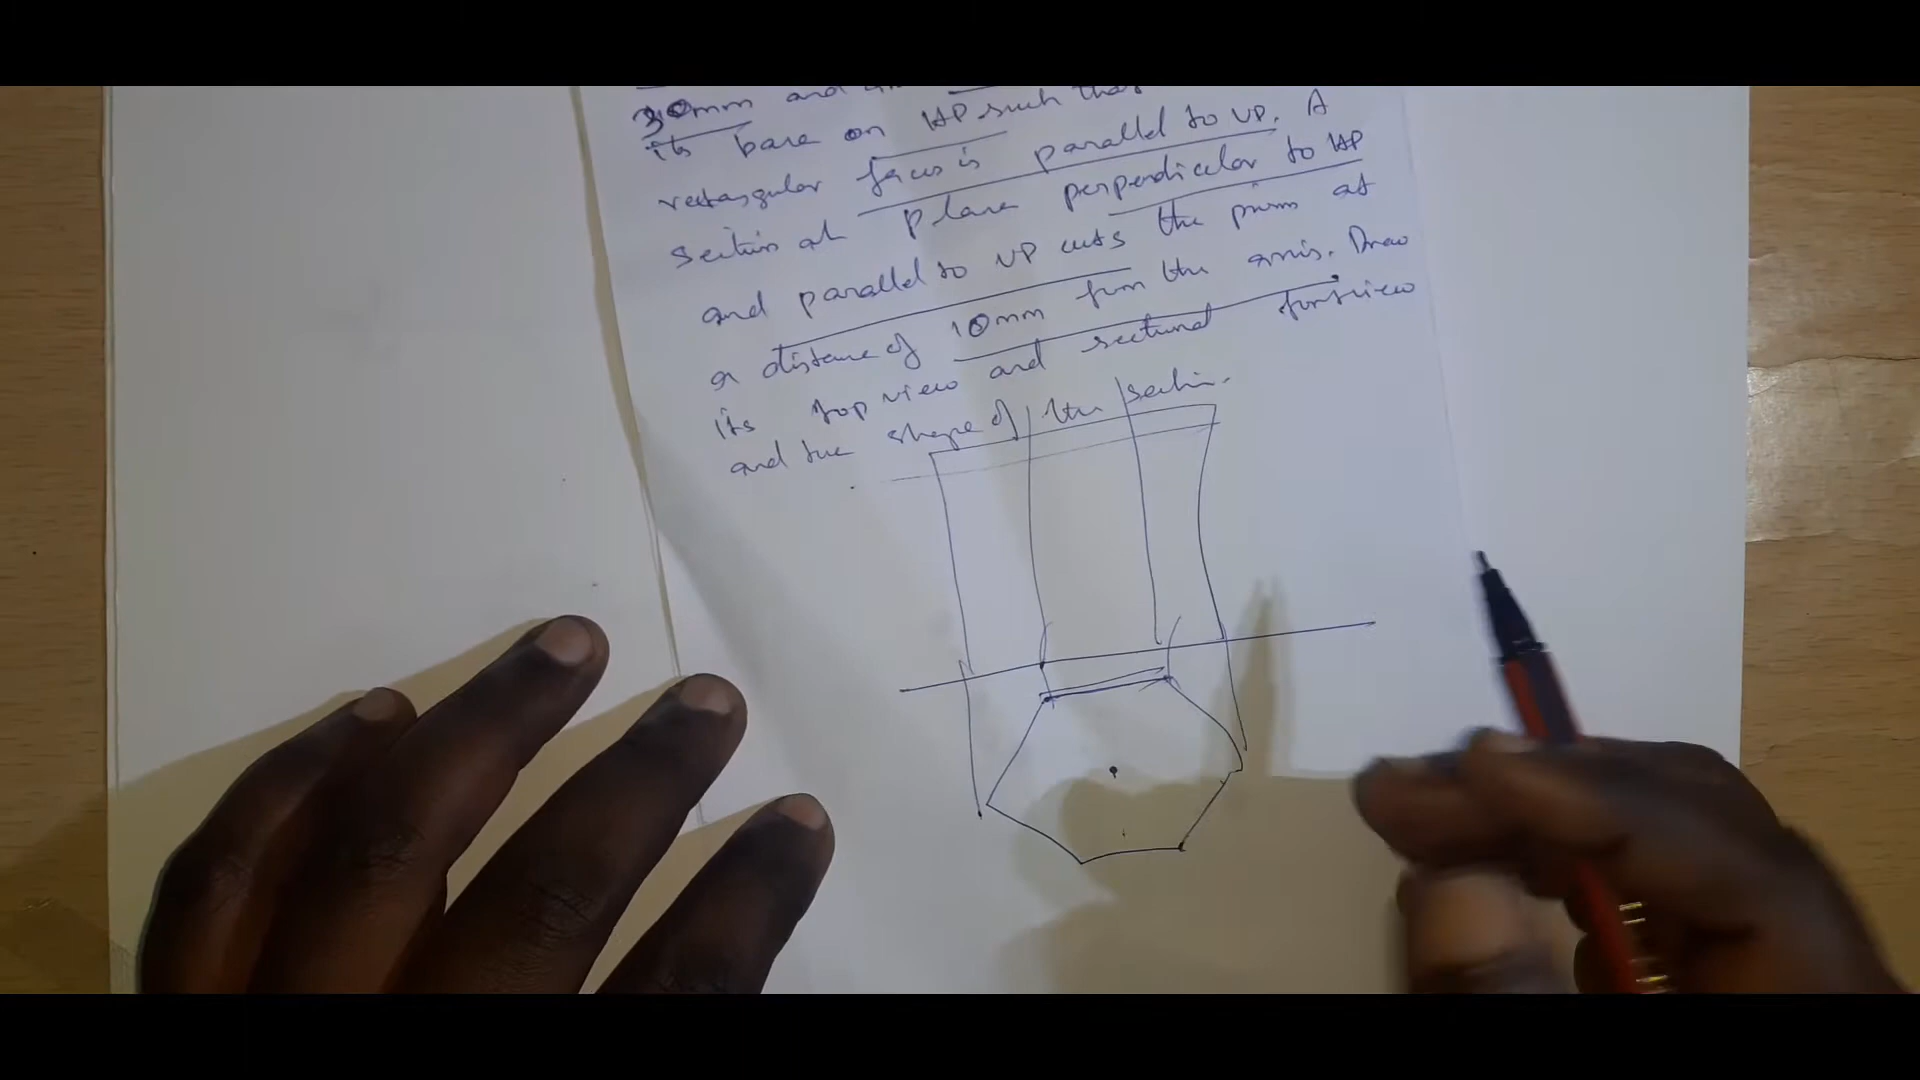 30mm and
its base on HP such that
rectangular faces is parallel to VP. A
section al plane perpendicular to HP
and parallel to VP cuts the prism at
a distance of 10mm from the axis. Draw
its top view and sectional front view
and true shape of the section.